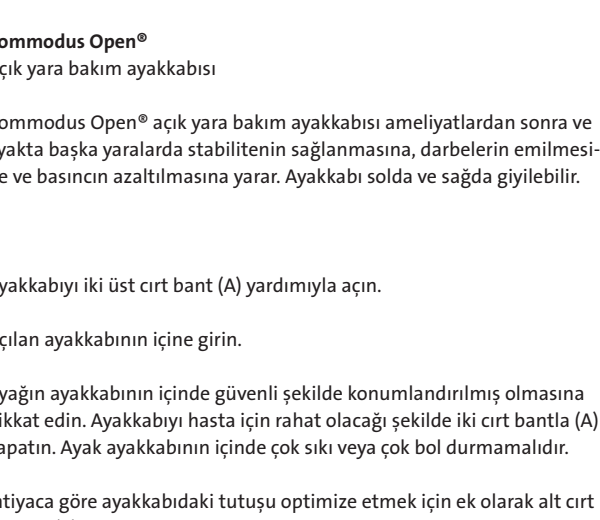 ommodus Open®
çık yara bakım ayakkabısı
ommodus Open® açık yara bakım ayakkabısı ameliyatlardan sonra ve
yakta başka yaralarda stabilitenin sağlanmasına, darbelerin emilmesi-
e ve basıncın azaltılmasına yarar. Ayakkabı solda ve sağda giyilebilir.
yakkabıyı iki üst cırt bant (A) yardımıyla açın.
çılan ayakkabının içine girin.
yağın ayakkabının içinde güvenli şekilde konumlandırılmış olmasına
ikkat edin. Ayakkabıyı hasta için rahat olacağı şekilde iki cırt bantla (A)
apatın. Ayak ayakkabının içinde çok sıkı veya çok bol durmamalıdır.
ntiyaca göre ayakkabıdaki tutuşu optimize etmek için ek olarak alt cırt